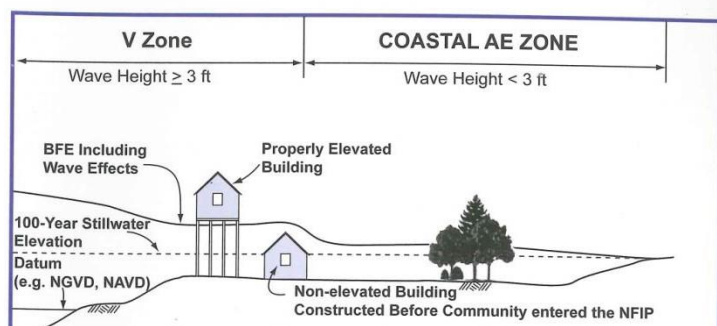 V Zone
COASTAL AE ZONE
Wave Height ≥ 3 ft
Wave Height < 3 ft
BFE Including
Wave Effects
Properly Elevated
Building
100-Year Stillwater
Elevation
Datum
(e.g. NGVD, NAVD)
Non-elevated Building
Constructed Before Community entered the NFIP